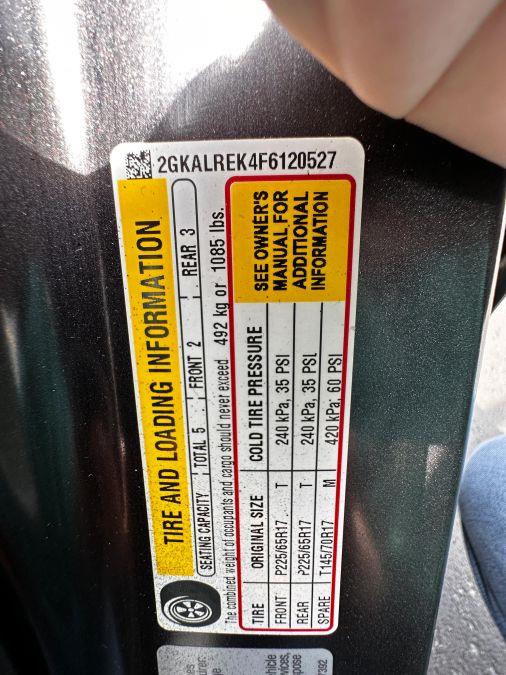 2GKALREK4F6120527
TIRE AND LOADING INFORMATION
SEATING CAPACITY TOTAL 5 FRONT 2 REAR 3
The combined weight of occupants and cargo should never exceed 492 kg or 1085 lbs.
TIRE ORIGINAL SIZE COLD TIRE PRESSURE
FRONT P225/65R17 T 240 kPa, 35 PSI
REAR P225/65R17 T 240 kPa, 35 PSI
SPARE T145/70R17 M 420 kPa, 60 PSI
SEE OWNER'S
MANUAL FOR
ADDITIONAL
INFORMATION